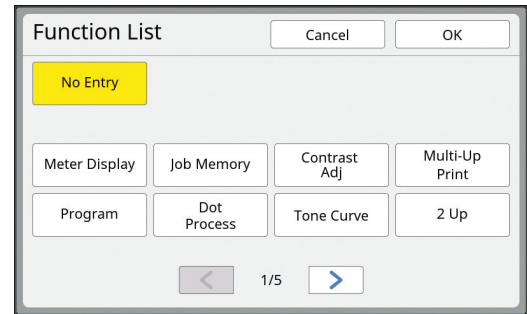 Function List
Cancel
OK
No Entry
Meter Display
Job Memory
Contrast
Adj
Multi-Up
Print
Program
Dot
Process
Tone Curve
2 Up
1/5